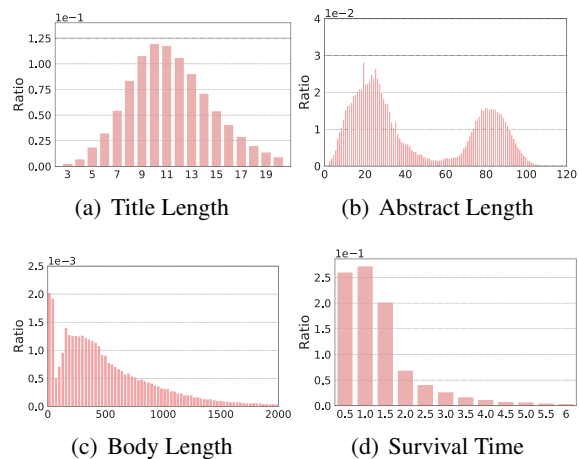 1e−1
1.25
1.00
0.75
0.50
0.25
0.00
Ratio
3 5 7 9 11 13 15 17 19
(a) Title Length
1e−2
4
3
2
1
0
Ratio
0 20 40 60 80 100 120
(b) Abstract Length
1e−3
2.5
2.0
1.5
1.0
0.5
0.0
Ratio
0 500 1000 1500 2000
(c) Body Length
1e−1
2.5
2.0
1.5
1.0
0.5
0.0
Ratio
0.5 1.0 1.5 2.0 2.5 3.0 3.5 4.0 4.5 5.0 5.5 6
(d) Survival Time